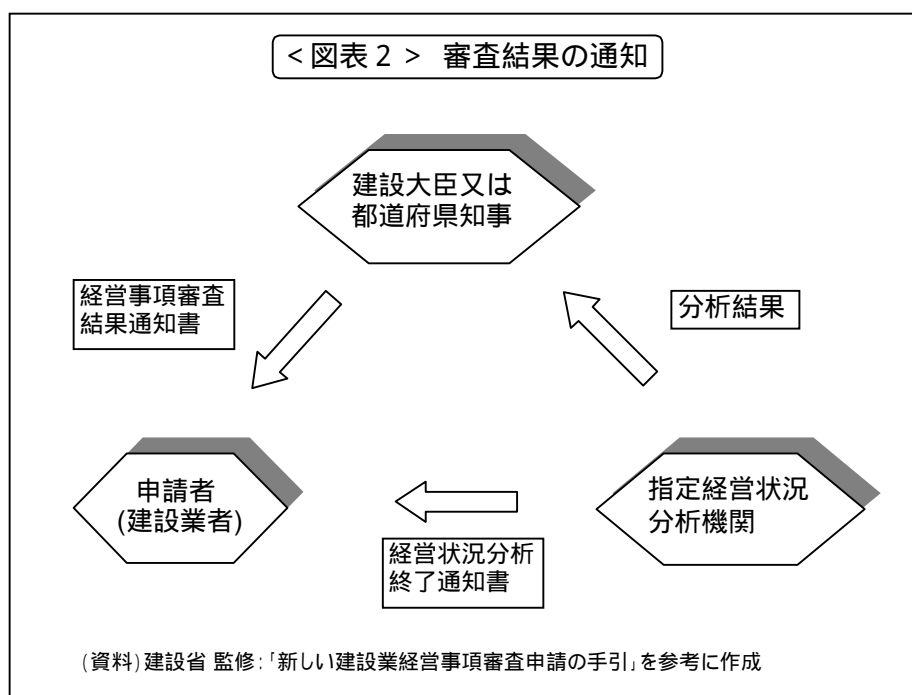 <図表2> 審査結果の通知
建設大臣又は
都道府県知事
経営事項審査
結果通知書
分析結果
申請者
(建設業者)
指定経営状況
分析機関
経営状況分析
終了通知書
(資料)建設省 監修:「新しい建設業経営事項審査申請の手引」を参考に作成